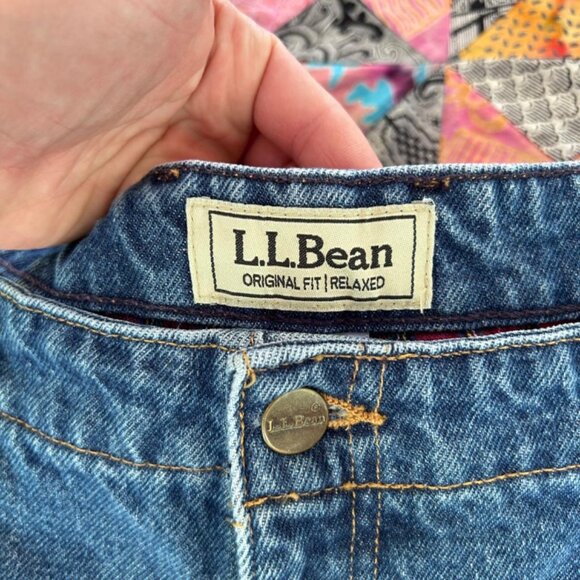 L.L.Bean
ORIGINAL FIT | RELAXED
L.L.Bean